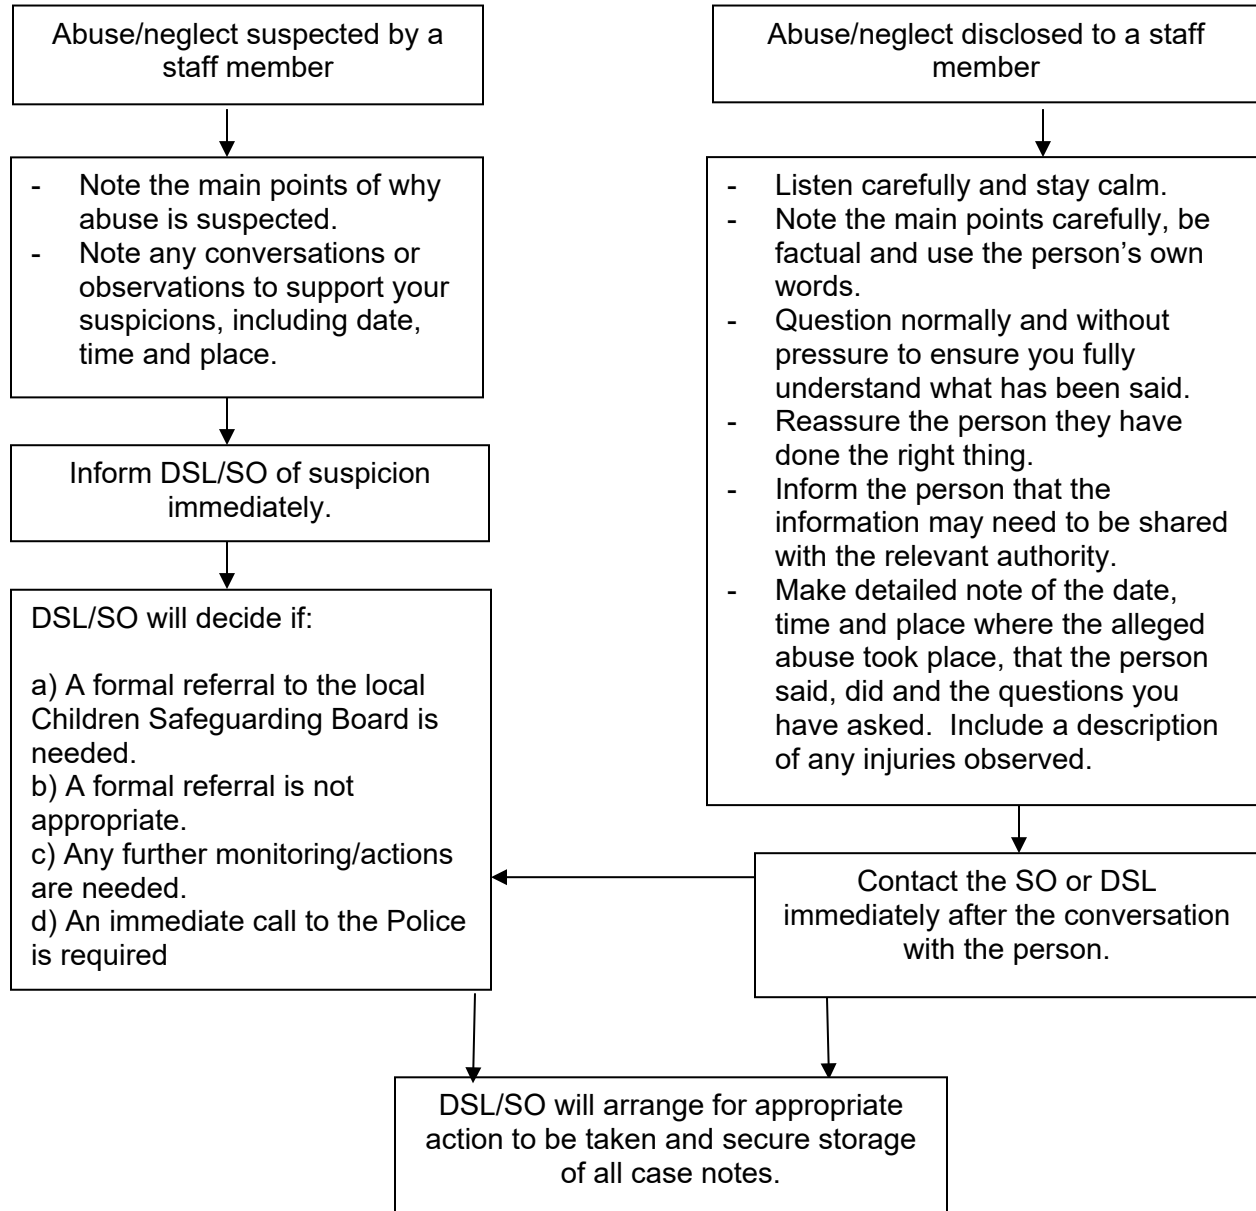 Abuse/neglect suspected by a
staff member
Abuse/neglect disclosed to a staff
member
- Note the main points of why
abuse is suspected.
- Note any conversations or
observations to support your
suspicions, including date,
time and place.
Inform DSL/SO of suspicion
immediately.
DSL/SO will decide if:
a) A formal referral to the local
Children Safeguarding Board is
needed.
b) A formal referral is not
appropriate.
c) Any further monitoring/actions
are needed.
d) An immediate call to the Police
is required
- Listen carefully and stay calm.
- Note the main points carefully, be
factual and use the person’s own
words.
- Question normally and without
pressure to ensure you fully
understand what has been said.
- Reassure the person they have
done the right thing.
- Inform the person that the
information may need to be shared
with the relevant authority.
- Make detailed note of the date,
time and place where the alleged
abuse took place, that the person
said, did and the questions you
have asked.  Include a description
of any injuries observed.
Contact the SO or DSL
immediately after the conversation
with the person.
DSL/SO will arrange for appropriate
action to be taken and secure storage
of all case notes.